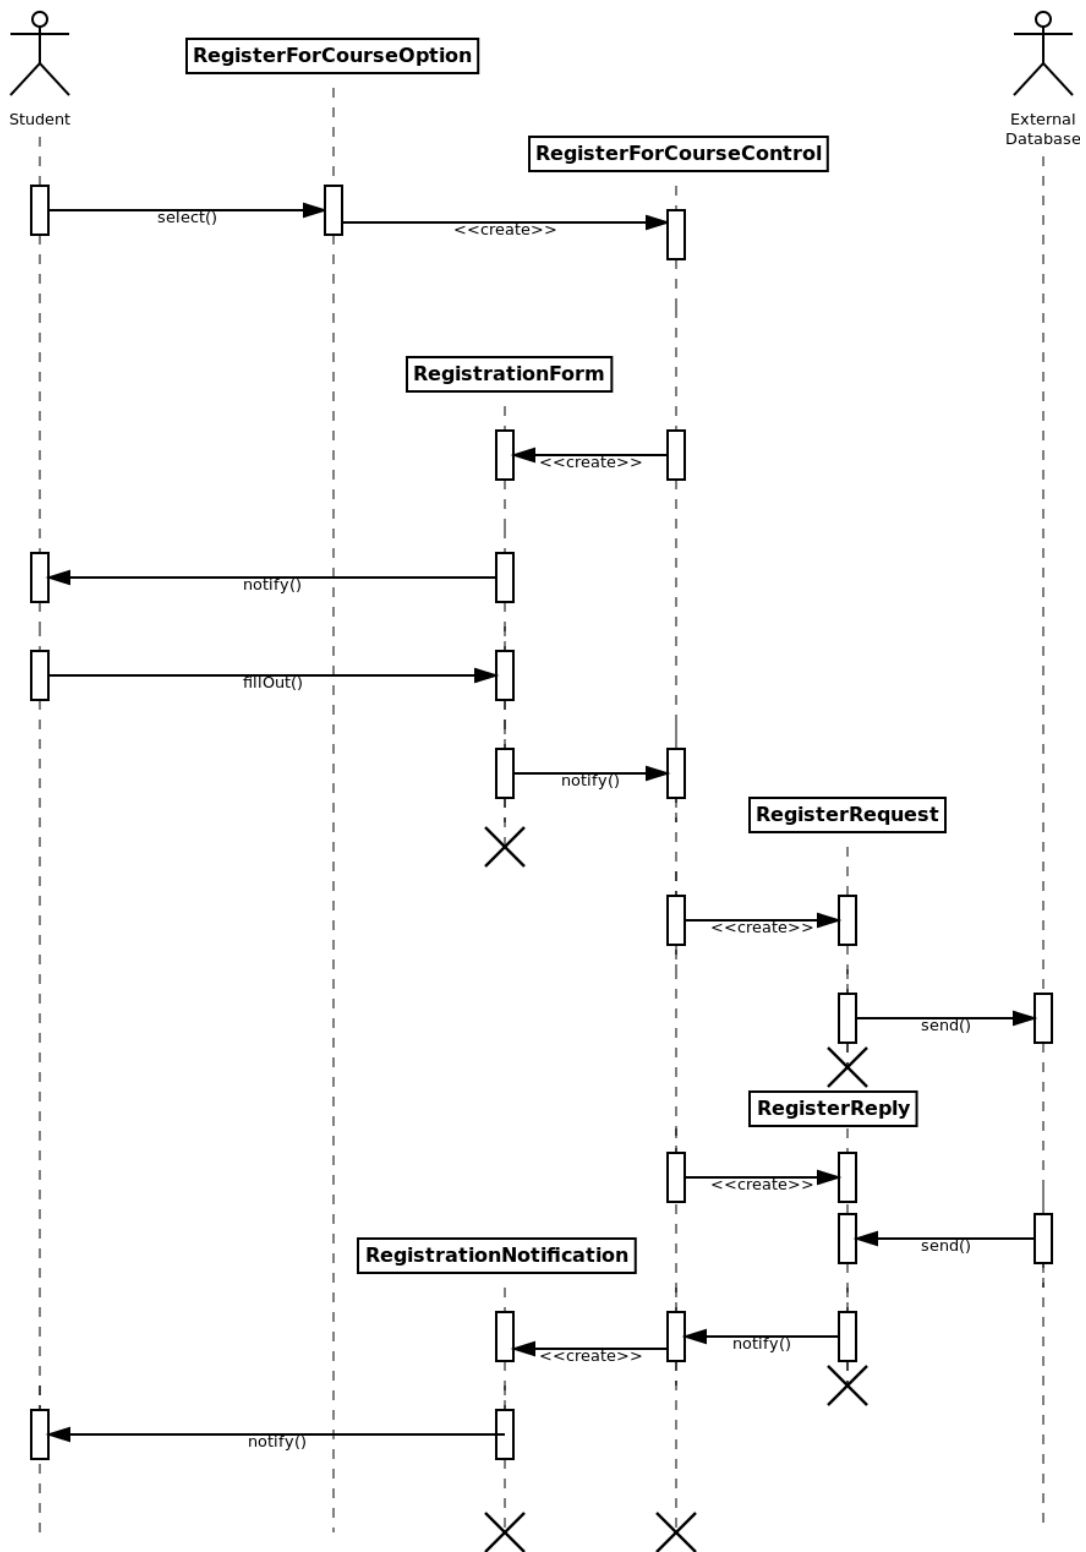 RegisterForCourseOption
Student
External
Database
RegisterForCourseControl
select()
<<create>>
RegistrationForm
<<create>>
notify()
fillOut()
notify()
RegisterRequest
<<create>>
send()
RegisterReply
<<create>>
send()
RegistrationNotification
notify()
<<create>>
notify()